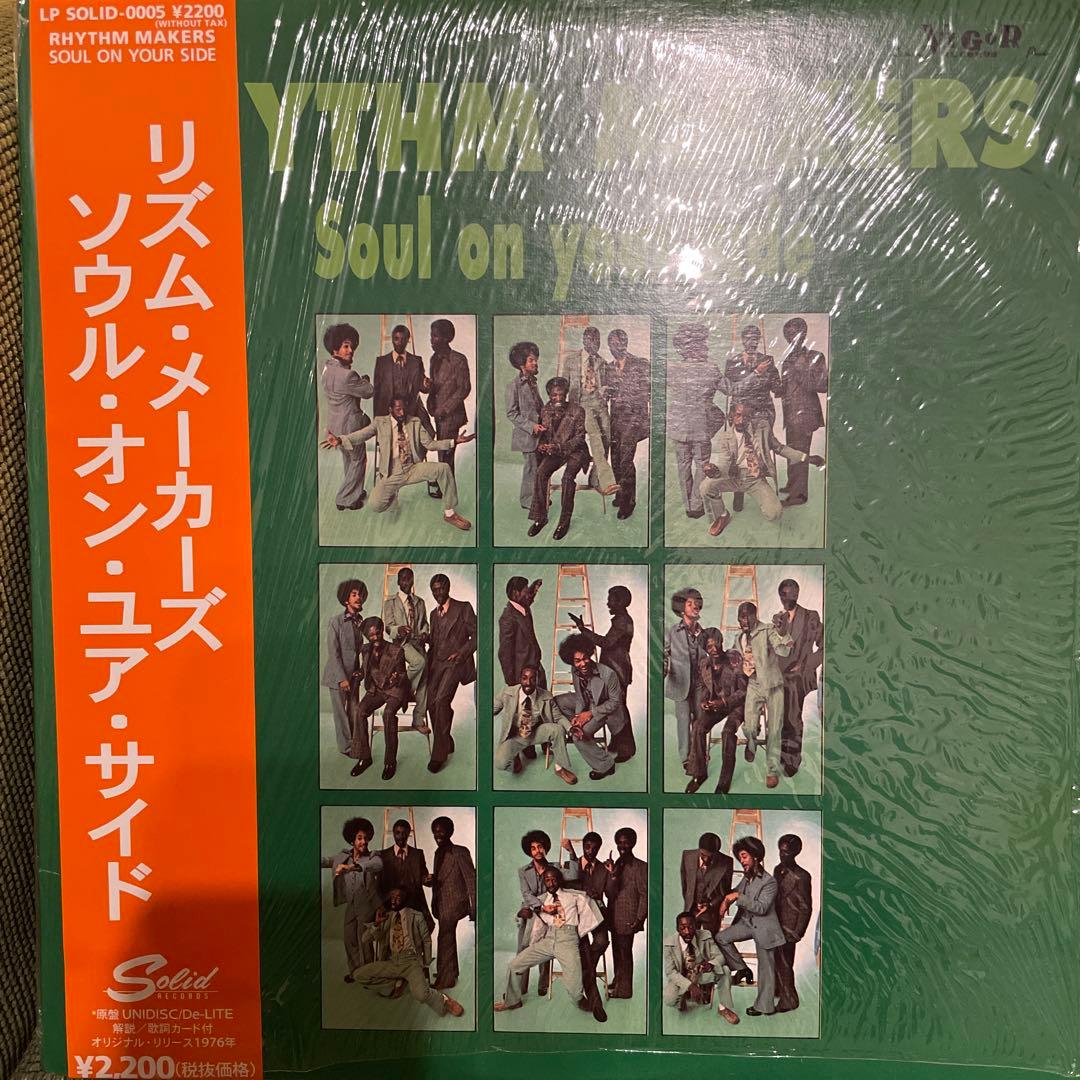 LP SOLID-0005 ¥2200
(WITHOUT TAX)
RHYTHM MAKERS
SOUL ON YOUR SIDE
リズム・メーカーズ
ソウル・オン・ユア・サイド
Solid
RECORDS
*原盤 UNIDISC/De-LITE
解説/歌詞カード付
オリジナル・リリース1976年
¥2,200(税抜価格)
Soul on